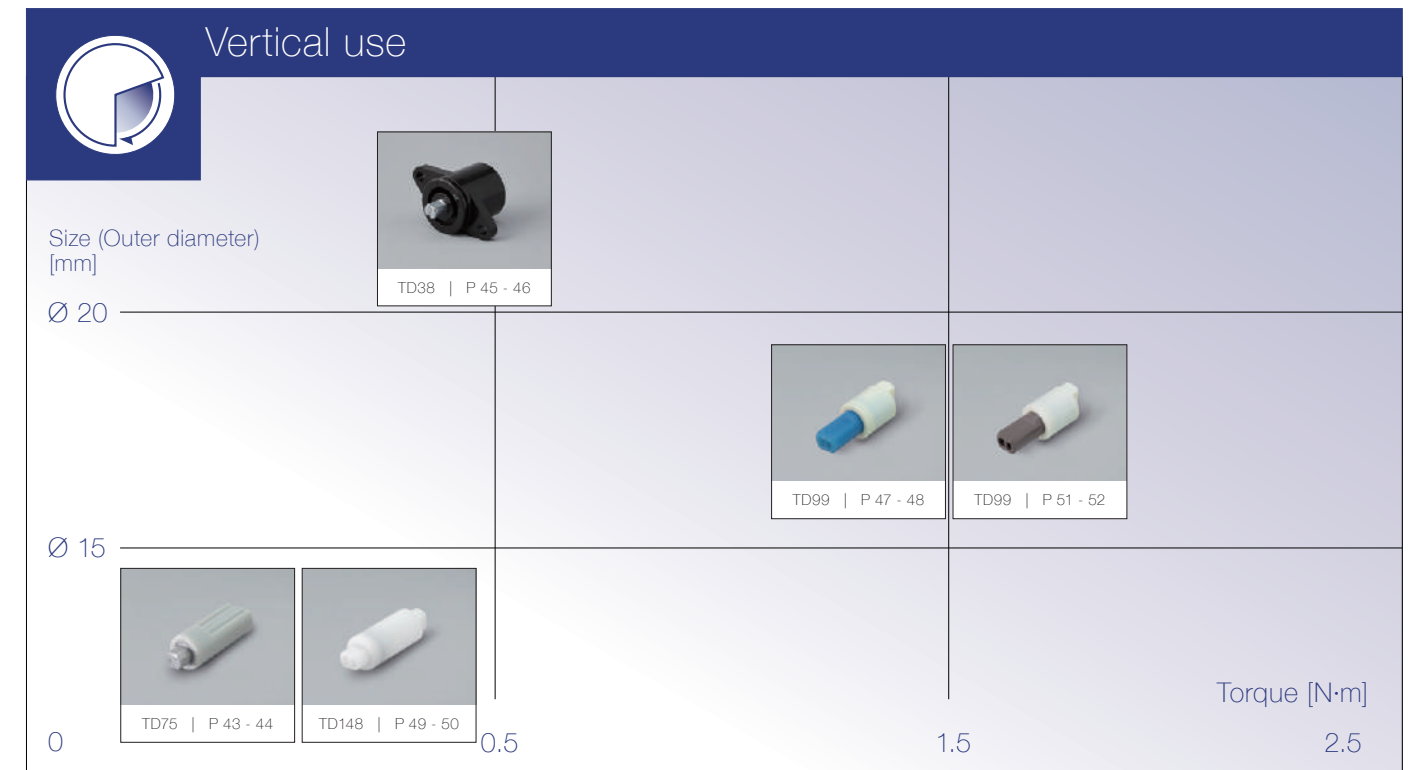 Vertical use
Size (Outer diameter)
[mm]
TD38 | P 45 - 46
Ø 20
TD99 | P 47 - 48
TD99 | P 51 - 52
Ø 15
TD75 | P 43 - 44
TD148 | P 49 - 50
Torque [N·m]
0
0.5
1.5
2.5